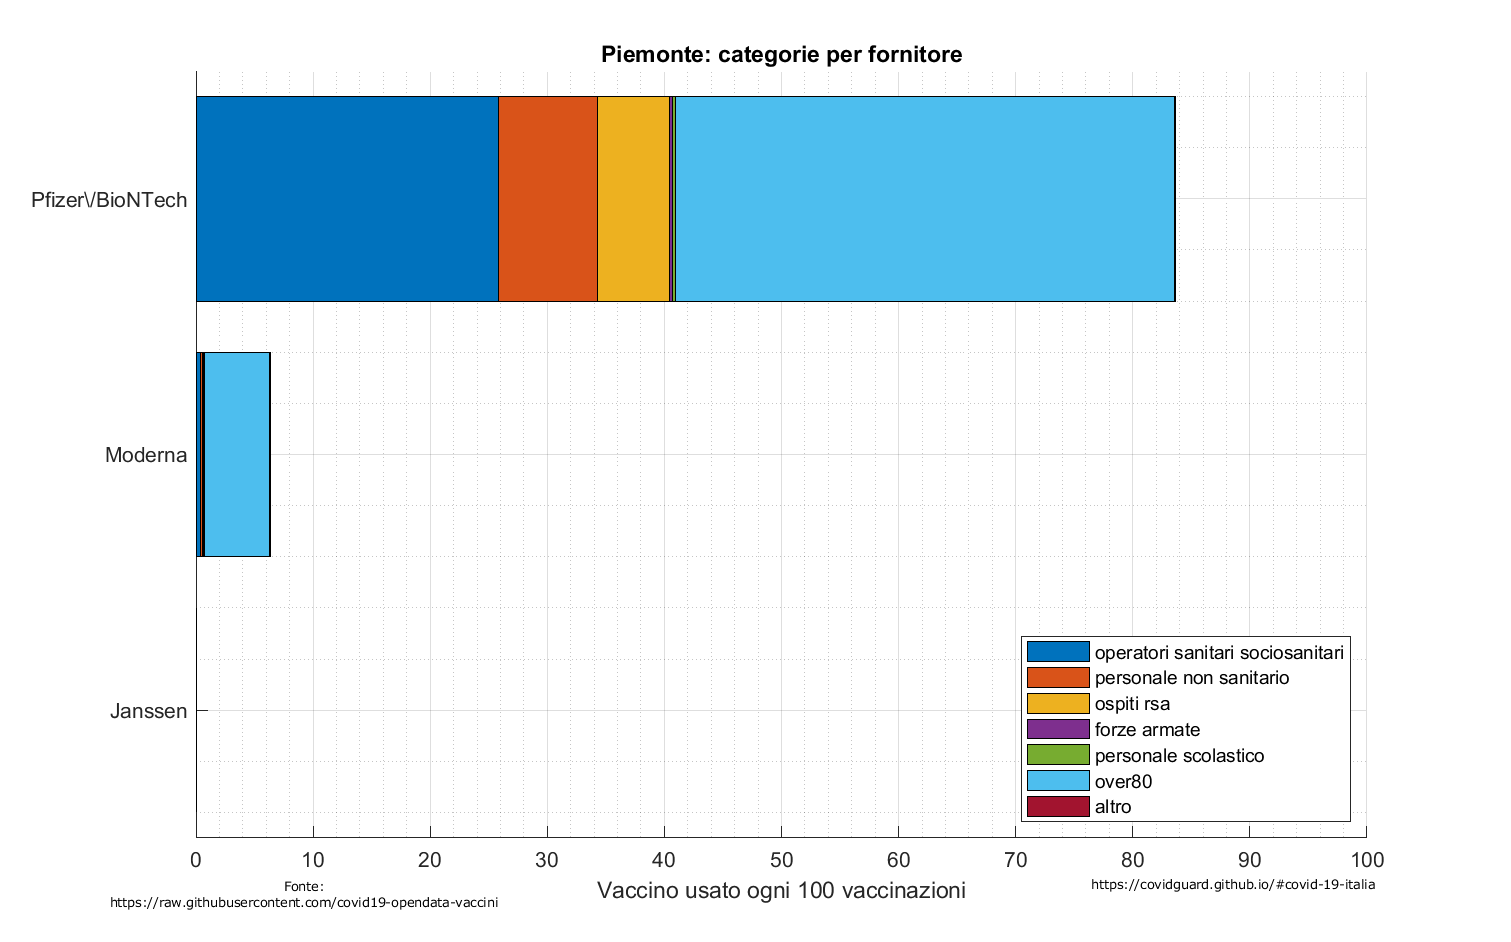 Piemonte: categorie per fornitore
Pfizer\/BioNTech
Moderna
Janssen
operatori sanitari sociosanitari
personale non sanitario
ospiti rsa
forze armate
personale scolastico
over80
altro
0 10 20 30 40 50 60 70 80 90 100
Vaccino usato ogni 100 vaccinazioni
Fonte:
https://raw.githubusercontent.com/covid19-opendata-vaccini
https://covidguard.github.io/#covid-19-italia